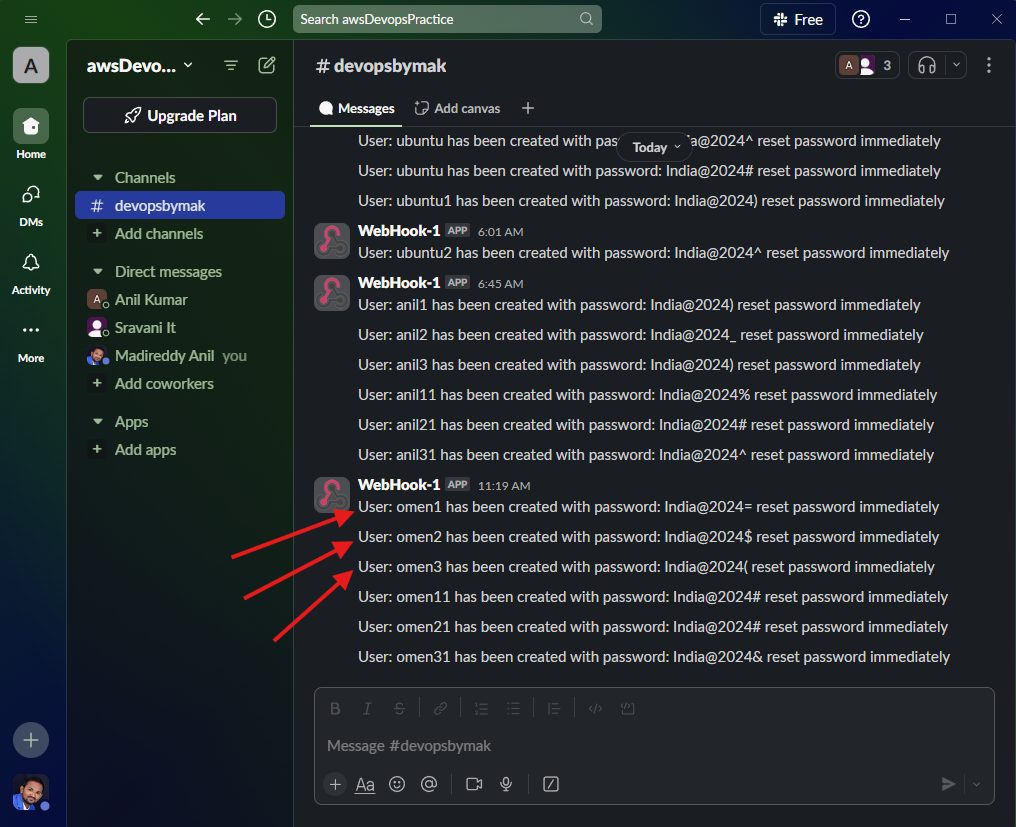 Search awsDevopsPractice
Free
A
awsDevo...
# devopsbymak
A
3
Upgrade Plan
Messages
Add canvas
Home
DMs
Activity
More
Channels
# devopsbymak
+ Add channels
Direct messages
A Anil Kumar
Sravani It
Madireddy Anil you
+ Add coworkers
Apps
+ Add apps
Today
User: ubuntu has been created with pas a@2024^ reset password immediately
User: ubuntu has been created with password: India@2024# reset password immediately
User: ubuntu1 has been created with password: India@2024) reset password immediately
WebHook-1 APP 6:01 AM
User: ubuntu2 has been created with password: India@2024^ reset password immediately
WebHook-1 APP 6:45 AM
User: anil1 has been created with password: India@2024) reset password immediately
User: anil2 has been created with password: India@2024_ reset password immediately
User: anil3 has been created with password: India@2024) reset password immediately
User: anil11 has been created with password: India@2024% reset password immediately
User: anil21 has been created with password: India@2024# reset password immediately
User: anil31 has been created with password: India@2024^ reset password immediately
WebHook-1 APP 11:19 AM
User: omen1 has been created with password: India@2024= reset password immediately
User: omen2 has been created with password: India@2024$ reset password immediately
User: omen3 has been created with password: India@2024( reset password immediately
User: omen11 has been created with password: India@2024# reset password immediately
User: omen21 has been created with password: India@2024# reset password immediately
User: omen31 has been created with password: India@2024& reset password immediately
B I S
Message #devopsbymak
+ Aa @